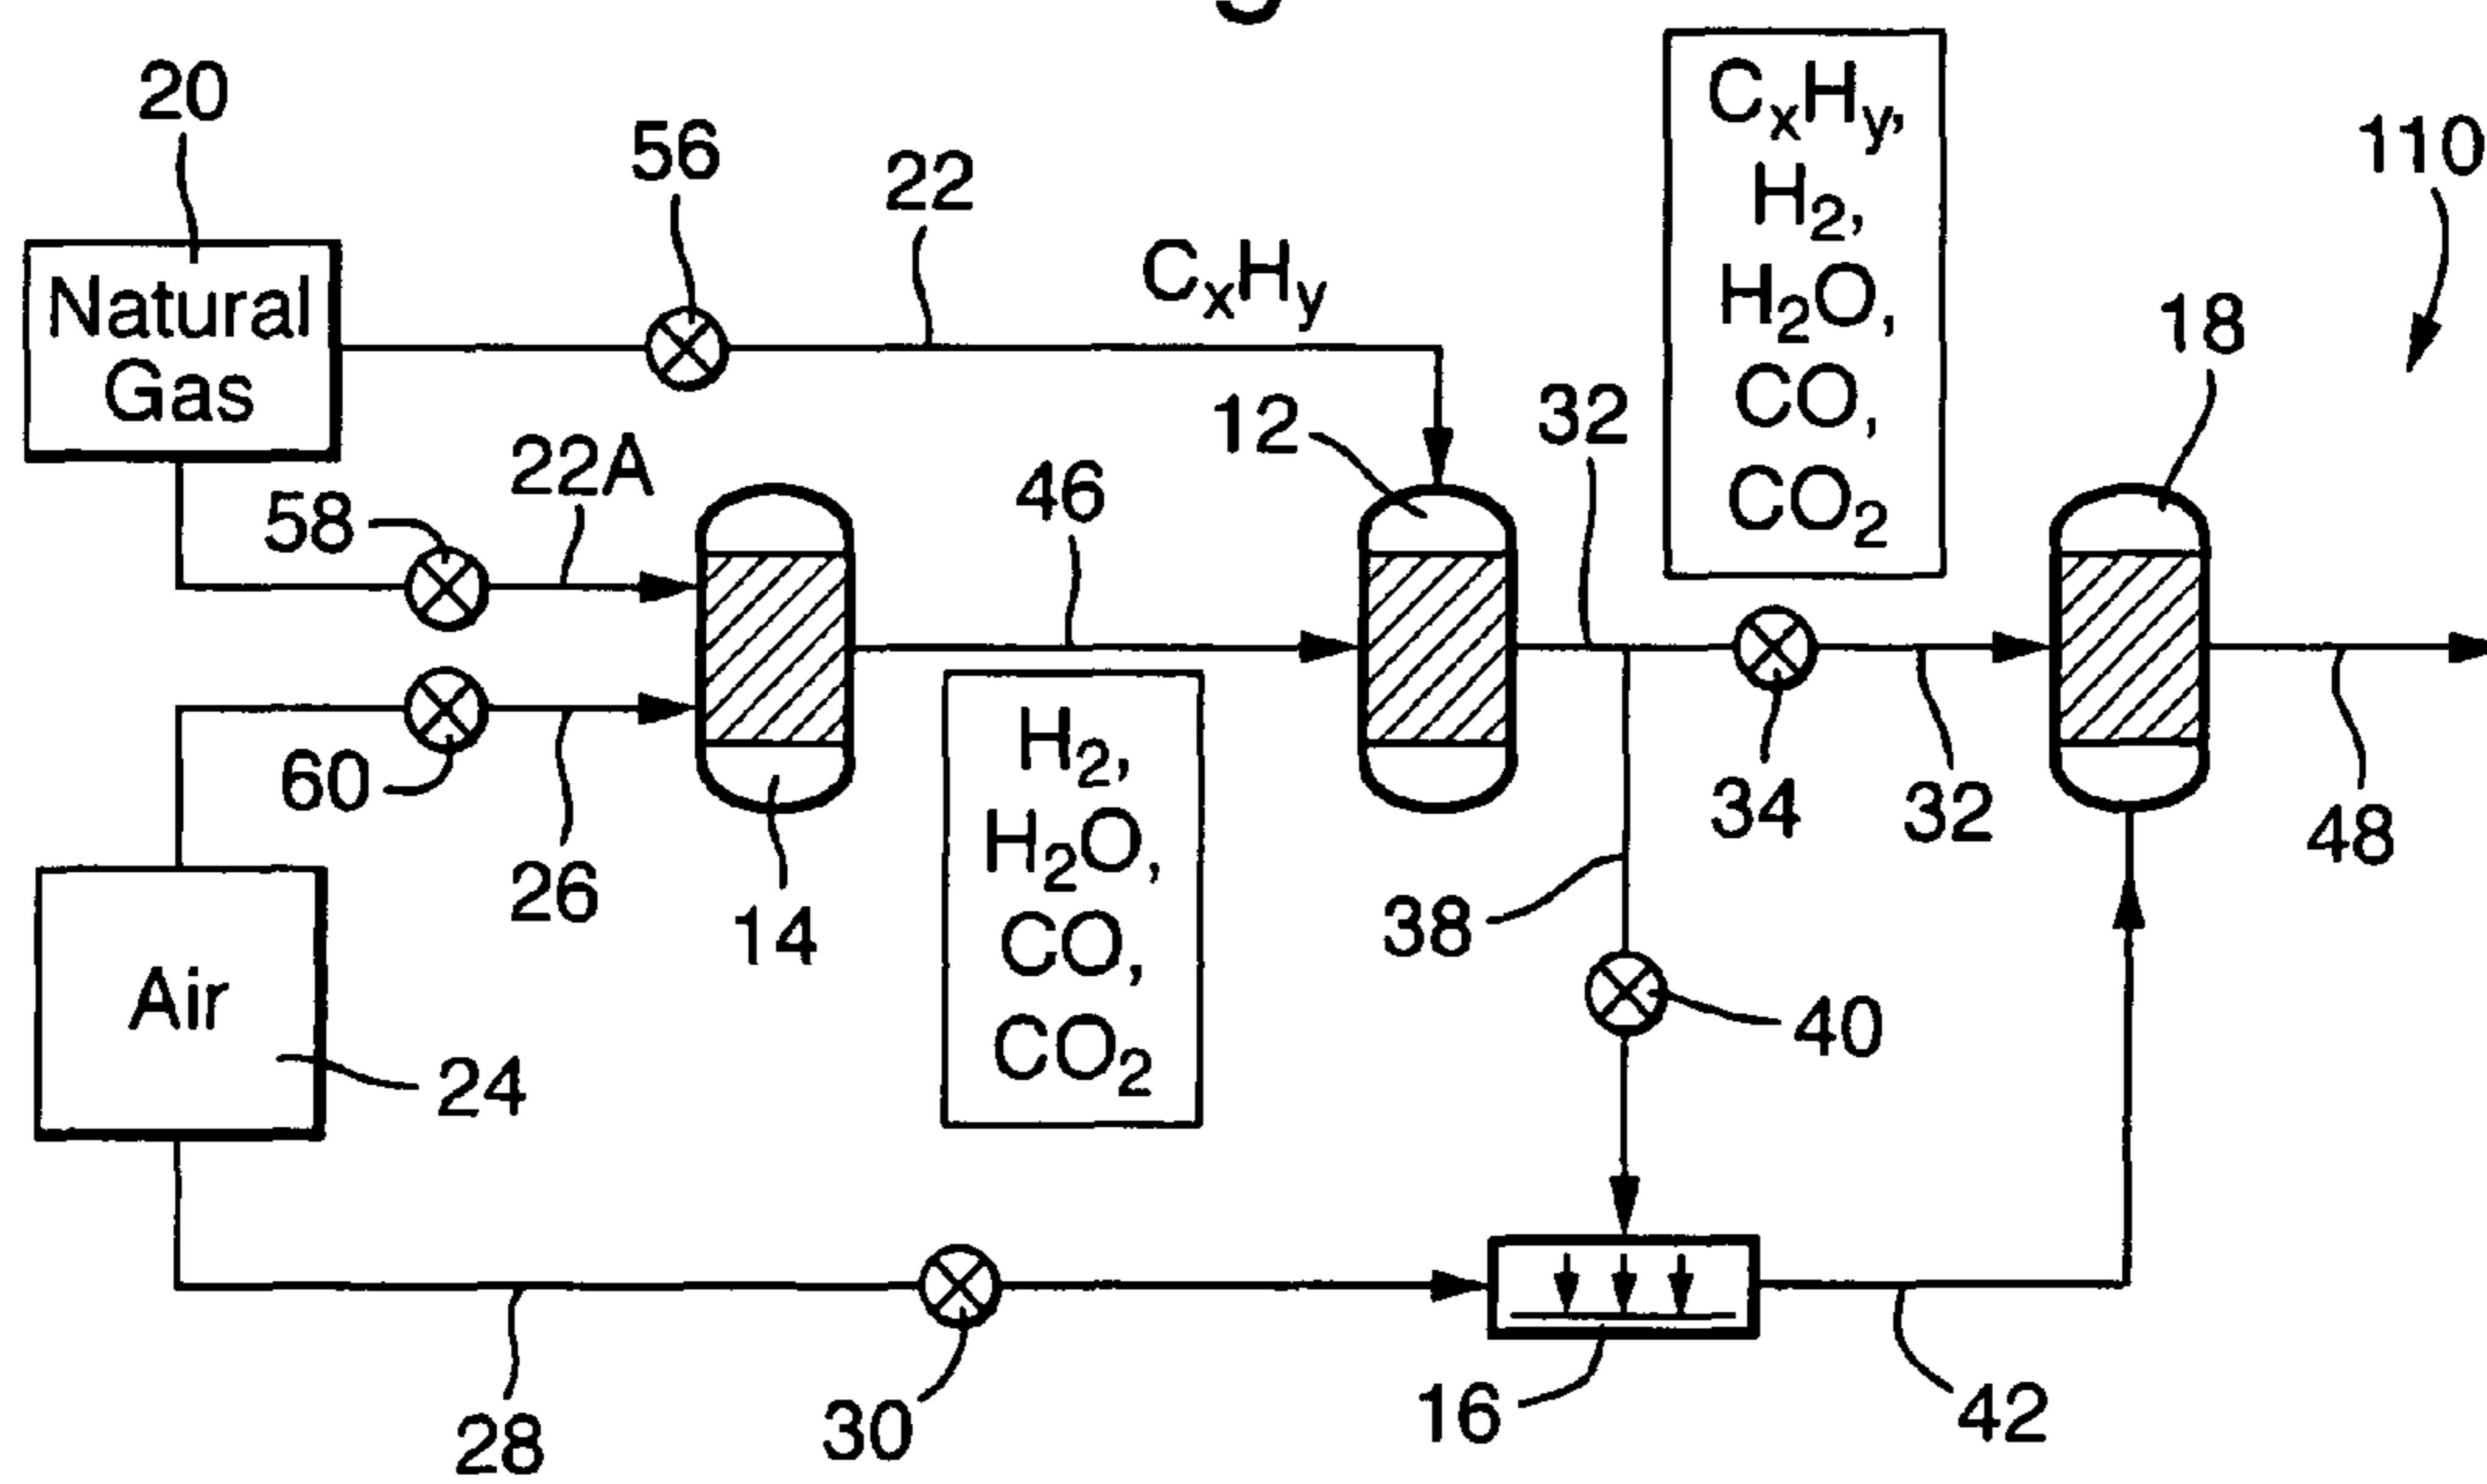 20
56
22
CxHy
CxHy,
H2,
H2O,
CO,
CO2
110
18
Natural
Gas
12
32
22A
58
46
60
26
14
H2,
H2O,
CO,
CO2
34
32
48
38
40
Air
24
28
30
16
42